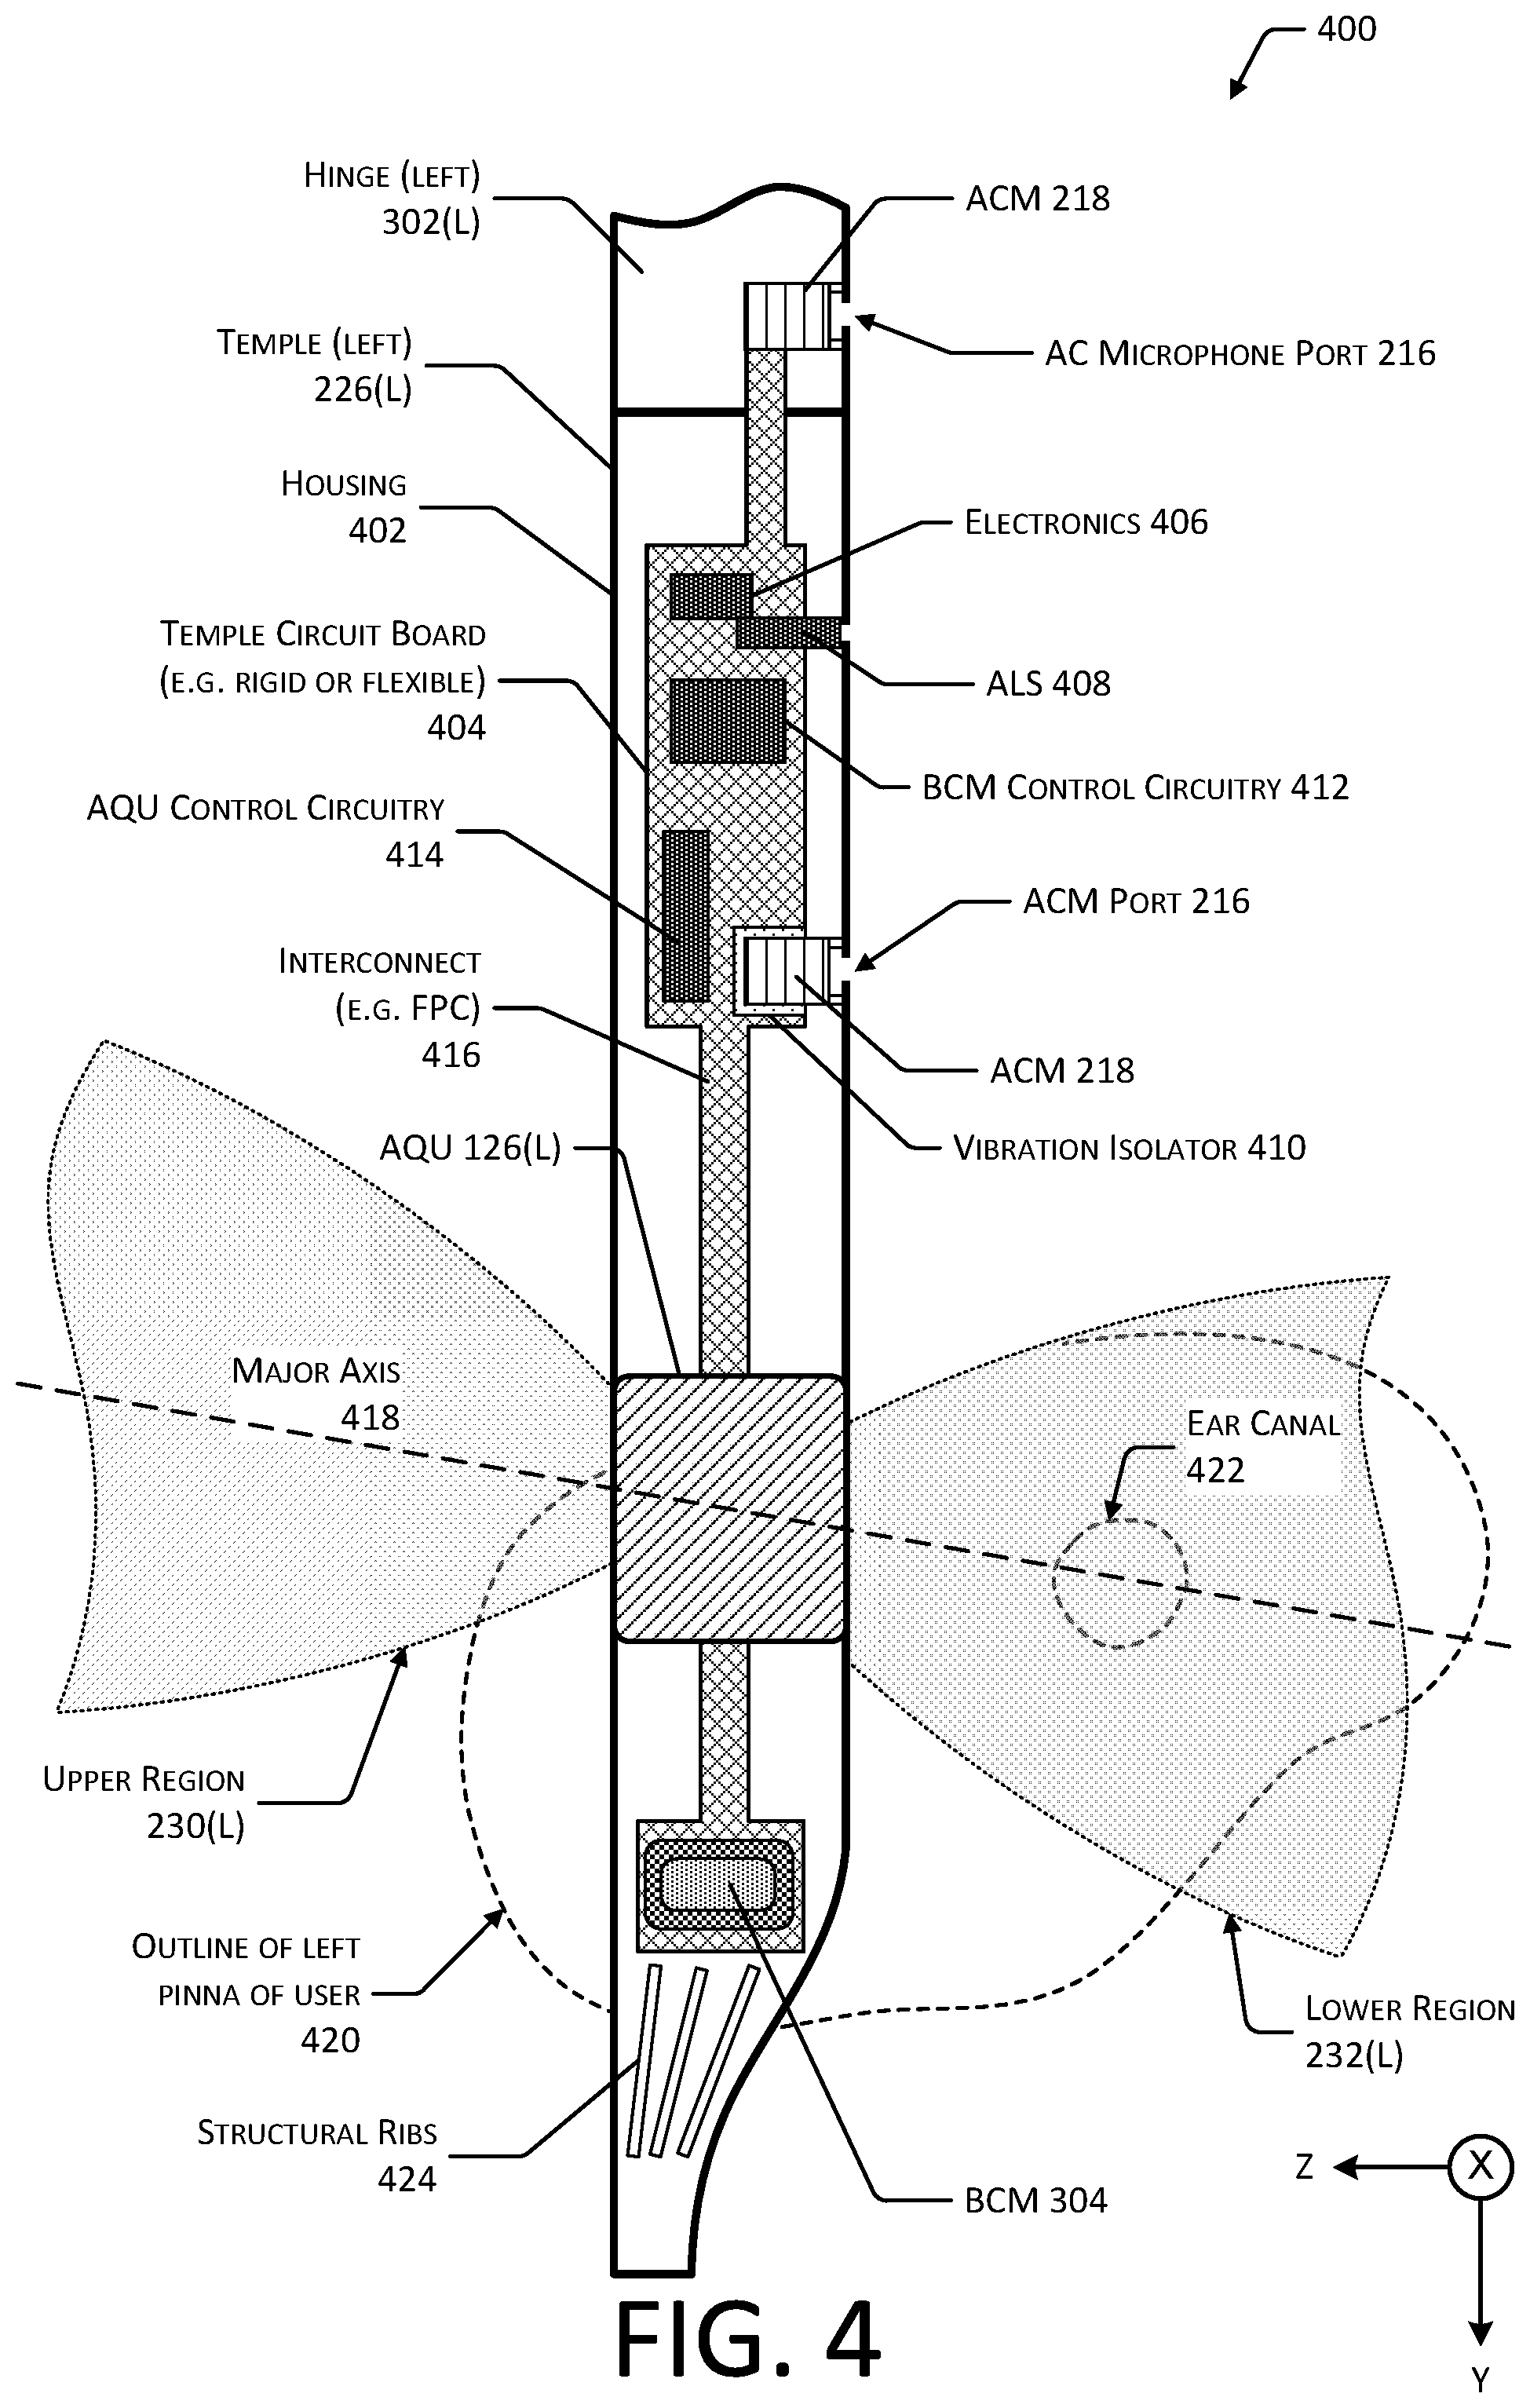 400
HINGE (LEFT)
302(L)
ACM 218
TEMPLE (LEFT)
226(L)
AC MICROPHONE PORT 216
HOUSING
402
ELECTRONICS 406
TEMPLE CIRCUIT BOARD
(E.G. RIGID OR FLEXIBLE)
404
ALS 408
BCM CONTROL CIRCUITRY 412
AQU CONTROL CIRCUITRY
414
ACM PORT 216
INTERCONNECT
(E.G. FPC)
416
ACM 218
AQU 126(L)
VIBRATION ISOLATOR 410
MAJOR AXIS
418
EAR CANAL
422
UPPER REGION
230(L)
OUTLINE OF LEFT
PINNA OF USER
420
LOWER REGION
232(L)
STRUCTURAL RIBS
424
BCM 304
Z
X
Y
FIG. 4